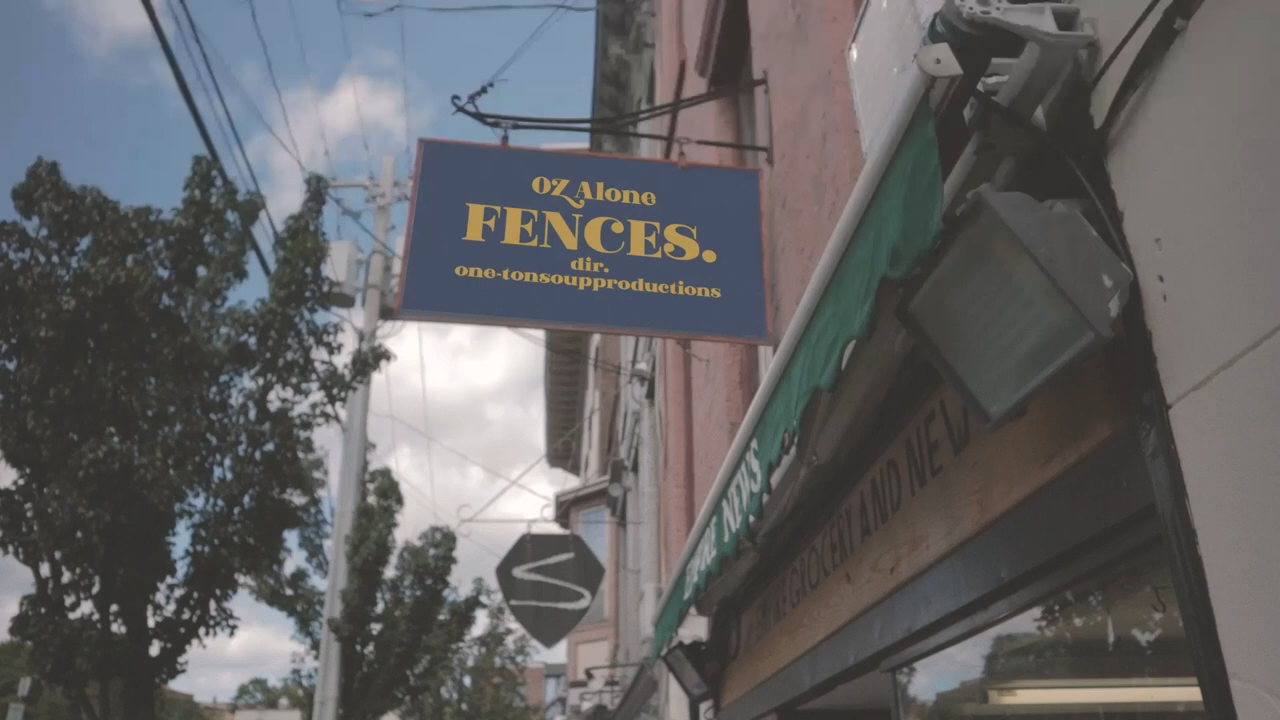 OZ Alone
FENCES.
dir.
one-tonsoupproductions
NEWS
GROCERY AND NEW
S